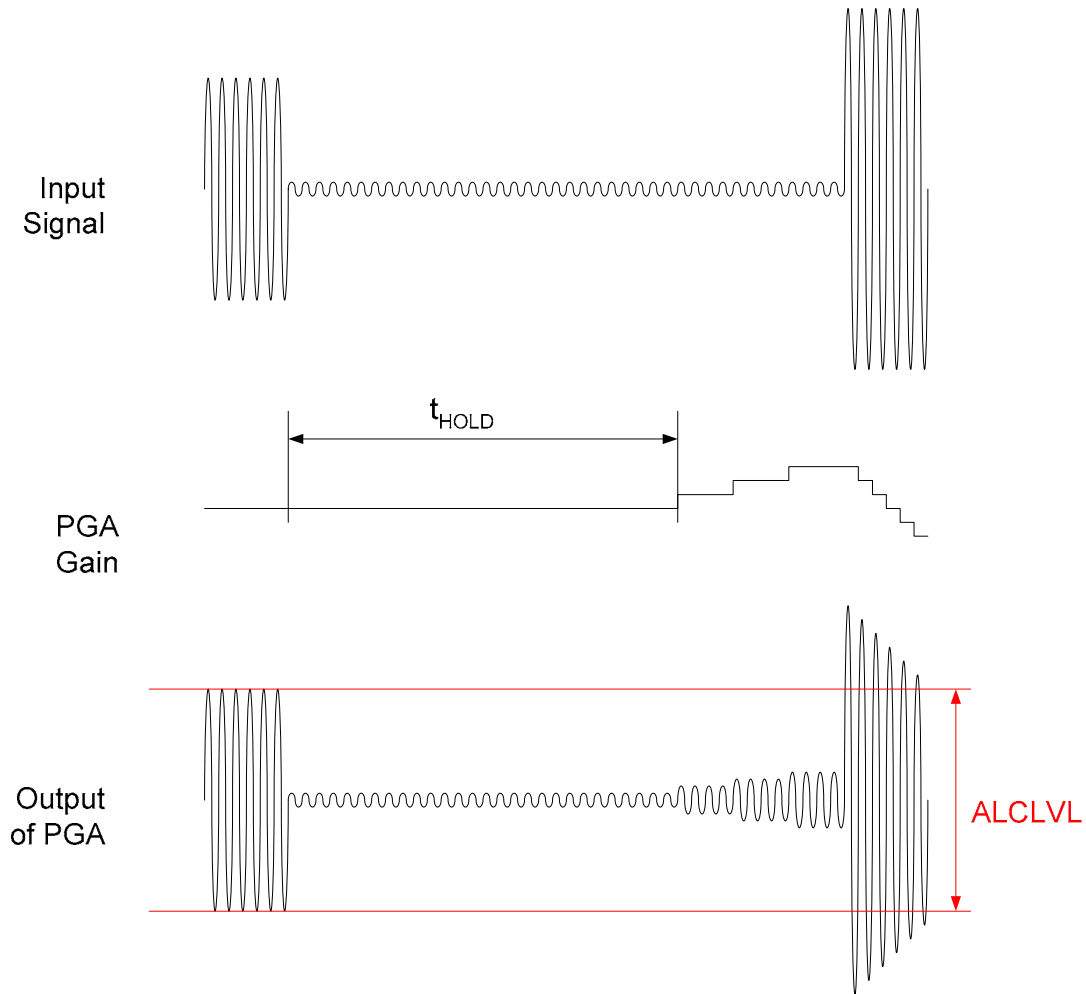 Input
Signal
tHOLD
PGA
Gain
Output
of PGA
ALCLVL